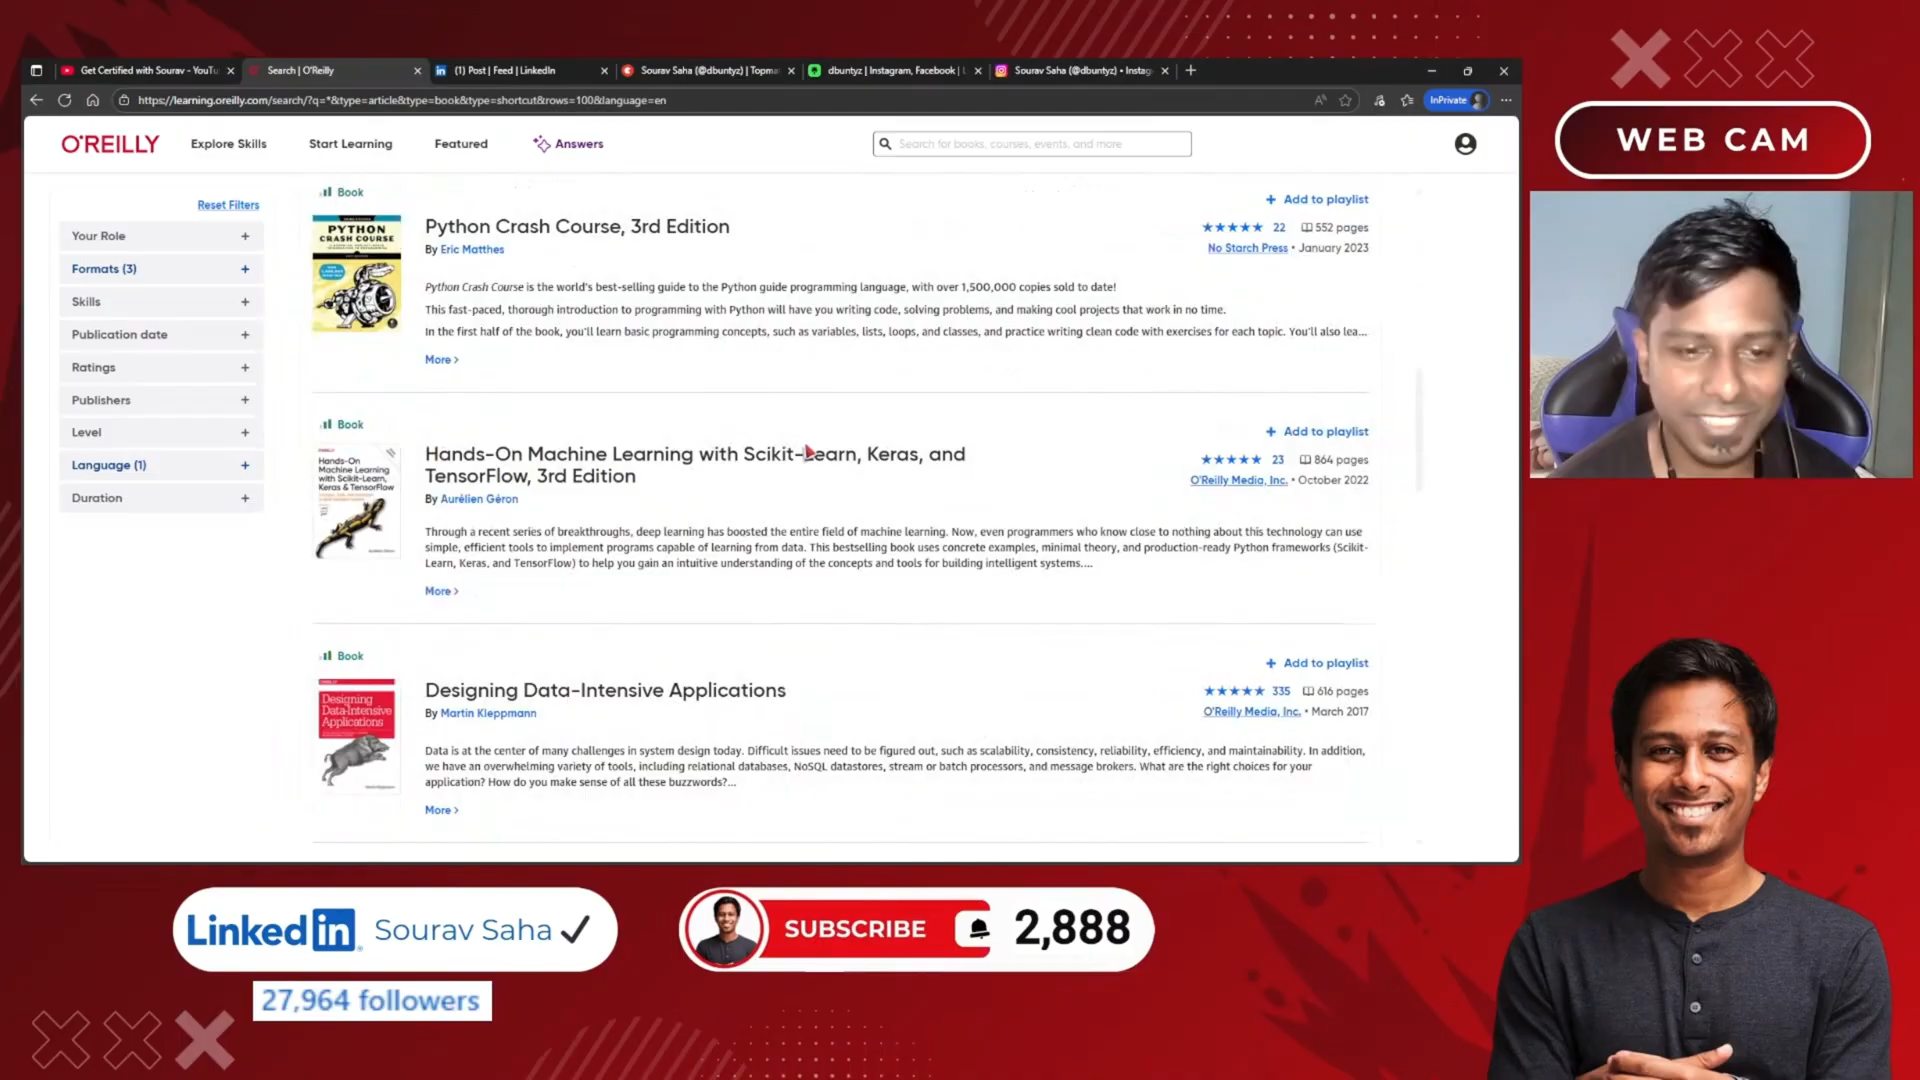 Get Certified with Sourav - YouTu
Search | O'Reilly
(1) Post | Feed | LinkedIn
Sourav Saha (@dbuntyz) | Topma
dbuntyz | Instagram, Facebook |
Sourav Saha (@dbuntyz) • Instag
https://learning.oreilly.com/search/?q=*&type=article&type=book&type=shortcut&rows=100&language=en
InPrivate
O'REILLY
Explore Skills
Start Learning
Featured
Answers
Search for books, courses, events, and more
Reset Filters
Your Role
Formats (3)
Skills
Publication date
Ratings
Publishers
Level
Language (1)
Duration
Book
Add to playlist
PYTHON
CRASH COURSE
Python Crash Course, 3rd Edition
By Eric Matthes
22 552 pages
No Starch Press • January 2023
Python Crash Course is the world's best-selling guide to the Python guide programming language, with over 1,500,000 copies sold to date!
This fast-paced, thorough introduction to programming with Python will have you writing code, solving problems, and making cool projects that work in no time.
In the first half of the book, you'll learn basic programming concepts, such as variables, lists, loops, and classes, and practice writing clean code with exercises for each topic. You'll also lea...
More >
Book
Add to playlist
Hands-On
Machine Learning
with Scikit-Learn,
Keras & TensorFlow
Hands-On Machine Learning with Scikit-Learn, Keras, and
TensorFlow, 3rd Edition
By Aurélien Géron
23 864 pages
O'Reilly Media, Inc. • October 2022
Through a recent series of breakthroughs, deep learning has boosted the entire field of machine learning. Now, even programmers who know close to nothing about this technology can use
simple, efficient tools to implement programs capable of learning from data. This bestselling book uses concrete examples, minimal theory, and production-ready Python frameworks (Scikit-
Learn, Keras, and TensorFlow) to help you gain an intuitive understanding of the concepts and tools for building intelligent systems....
More >
Book
Add to playlist
Designing
Data-Intensive
Applications
Designing Data-Intensive Applications
By Martin Kleppmann
335 616 pages
O'Reilly Media, Inc. • March 2017
Data is at the center of many challenges in system design today. Difficult issues need to be figured out, such as scalability, consistency, reliability, efficiency, and maintainability. In addition,
we have an overwhelming variety of tools, including relational databases, NoSQL datastores, stream or batch processors, and message brokers. What are the right choices for your
application? How do you make sense of all these buzzwords?...
More >
WEB CAM
LinkedIn Sourav Saha
27,964 followers
SUBSCRIBE 2,888